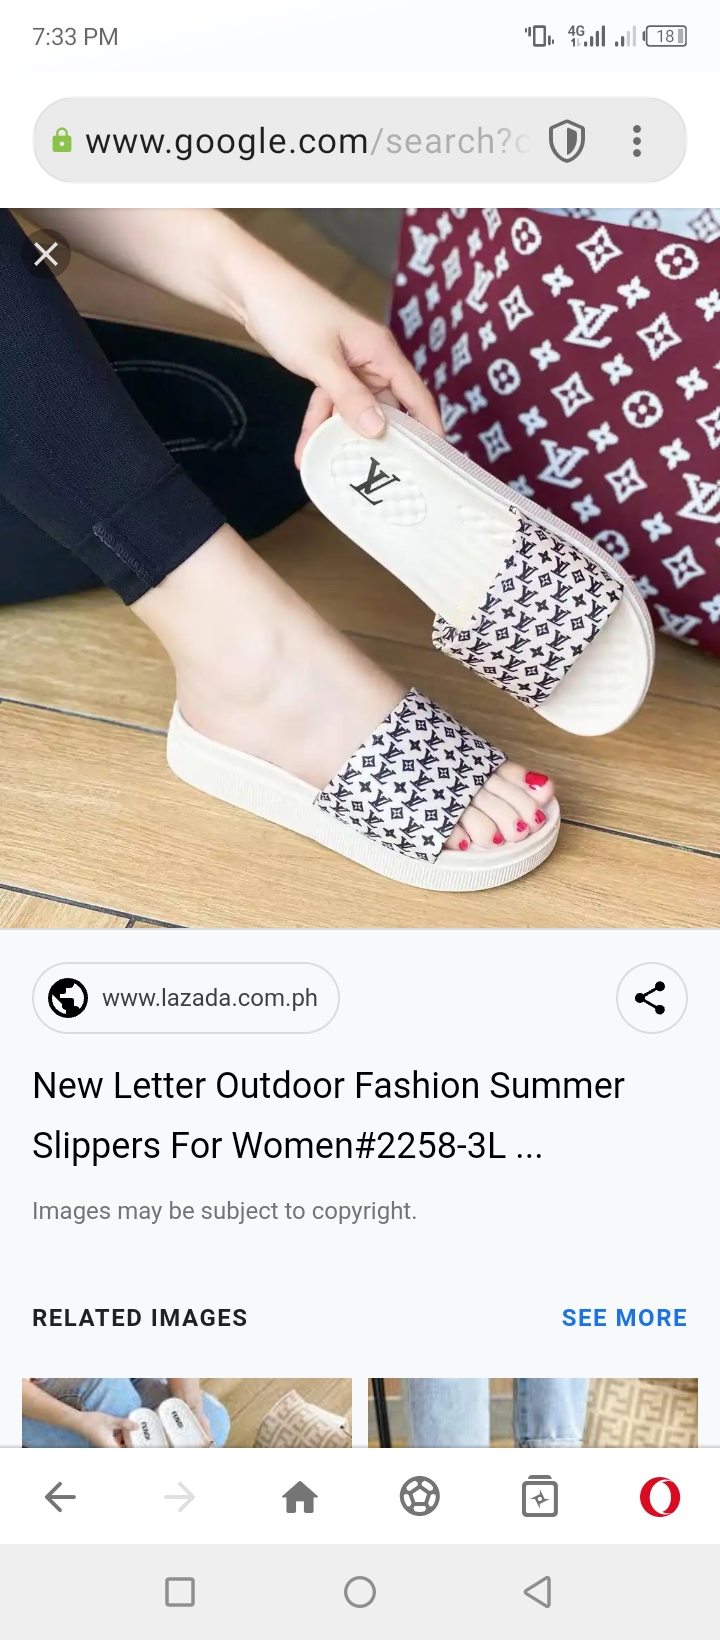 7:33 PM
4G
18
www.google.com/search?c
LV
www.lazada.com.ph
New Letter Outdoor Fashion Summer
Slippers For Women#2258-3L ...
Images may be subject to copyright.
RELATED IMAGES
SEE MORE